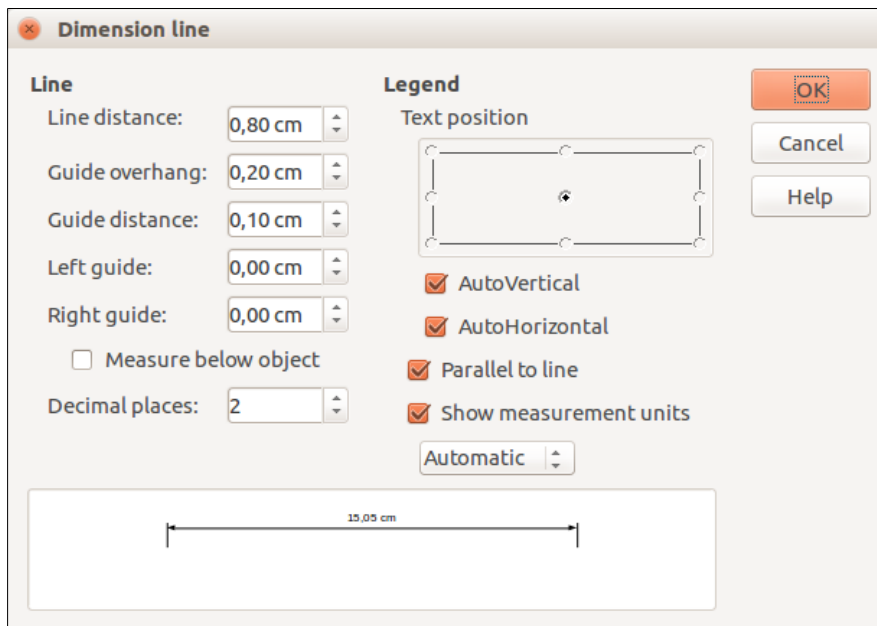 Dimension line
Line
Line distance: 0,80 cm
Guide overhang: 0,20 cm
Guide distance: 0,10 cm
Left guide: 0,00 cm
Right guide: 0,00 cm
Measure below object
Decimal places: 2
Legend
Text position
AutoVertical
AutoHorizontal
Parallel to line
Show measurement units
Automatic
OK
Cancel
Help
15,05 cm